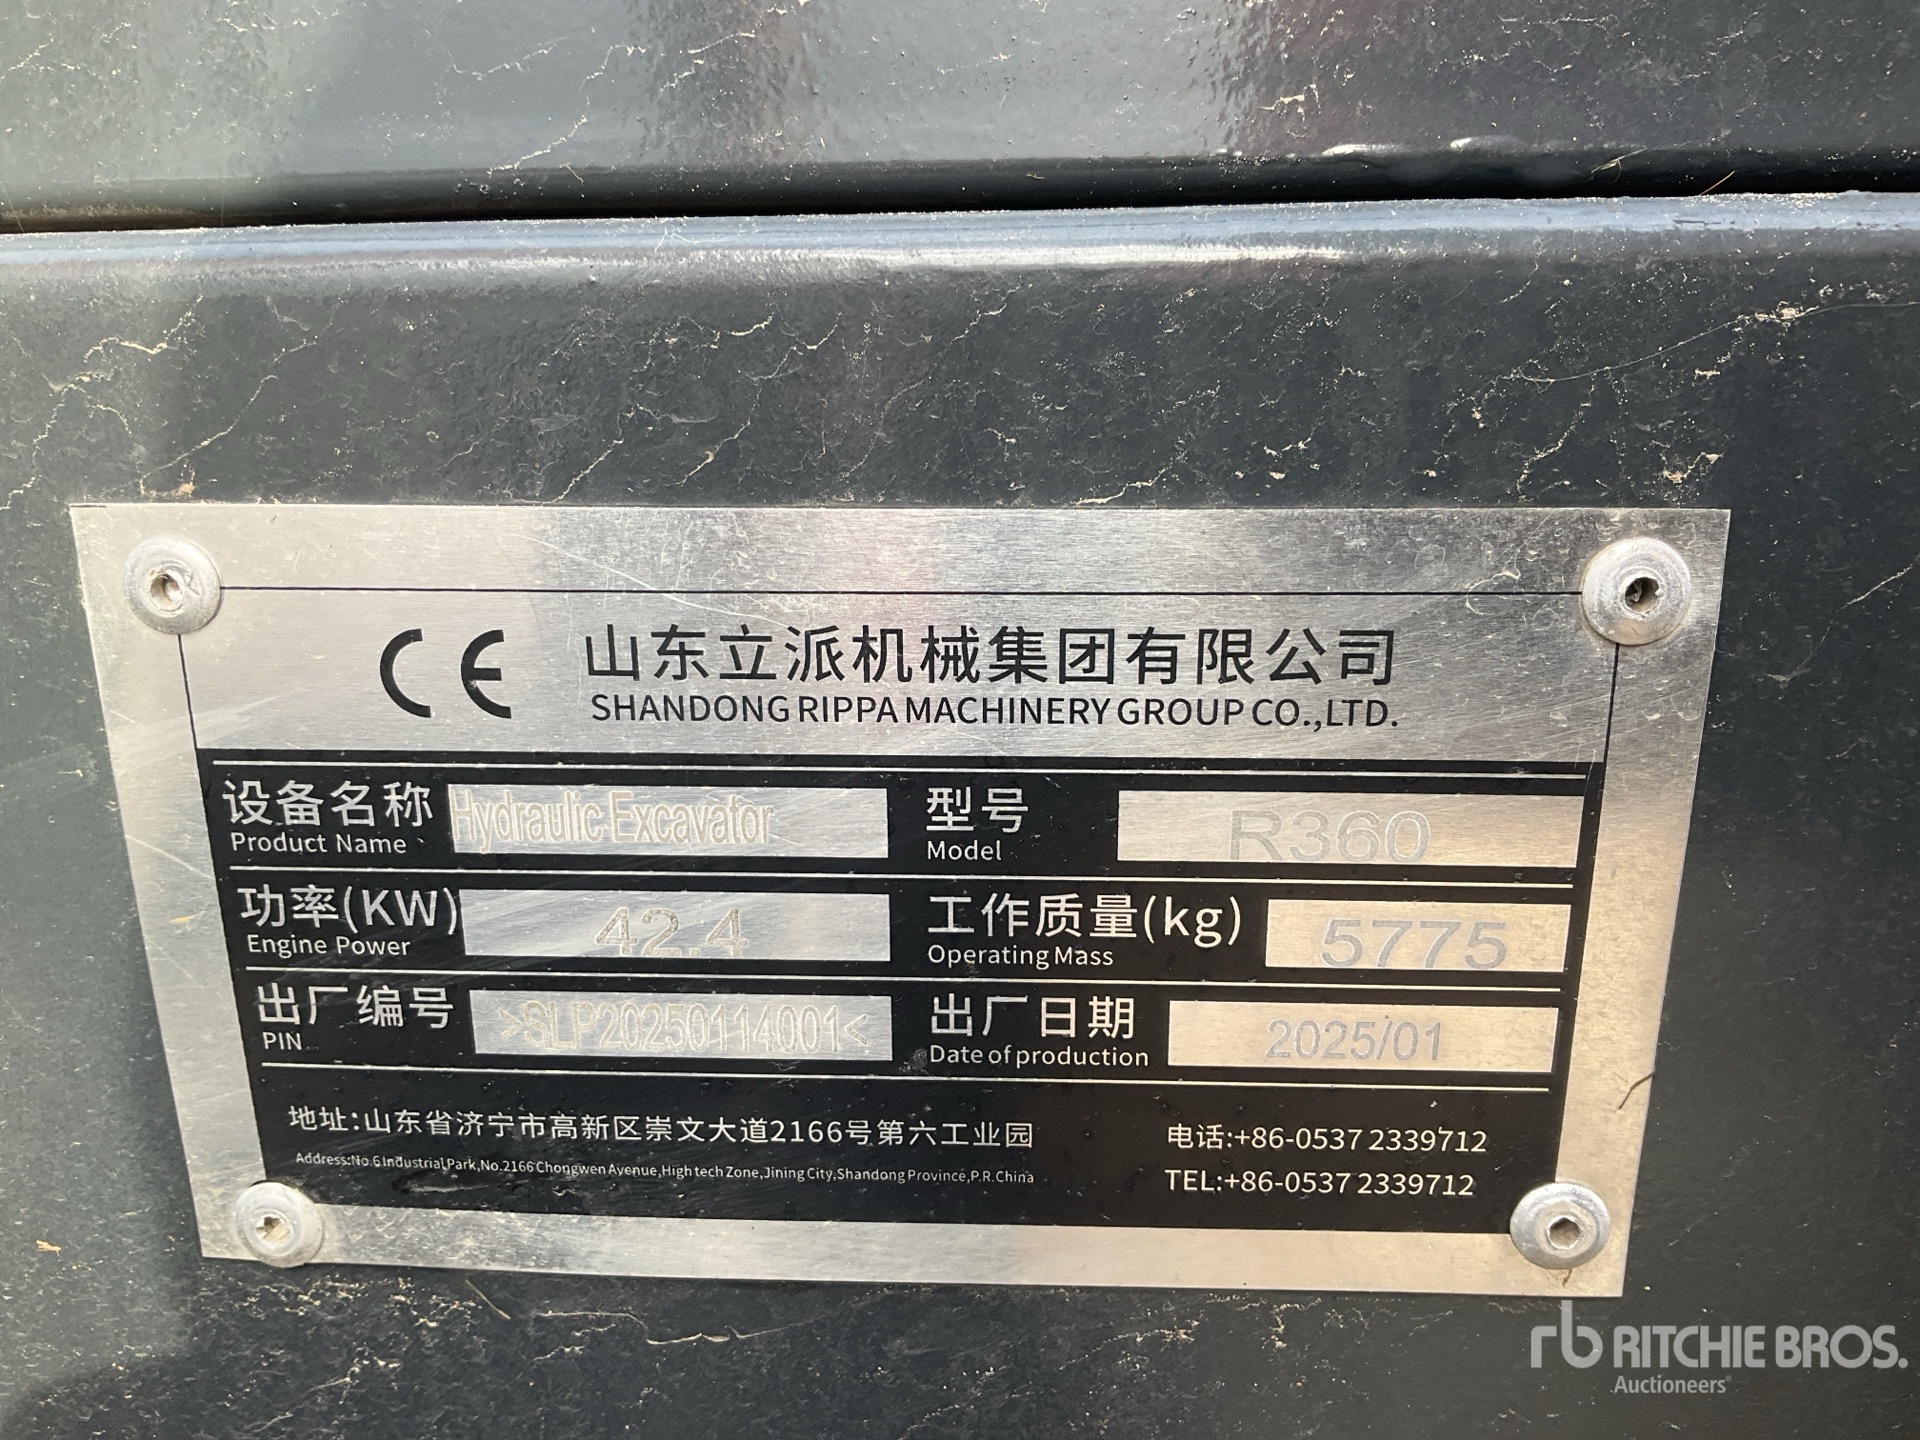 CE 山东立派机械集团有限公司
SHANDONG RIPPA MACHINERY GROUP CO.,LTD.
设备名称 Hydraulic Excavator 型号 R360
Product Name Model
功率(KW) 42.4 工作质量(kg) 5775
Engine Power Operating Mass
出厂编号 >SLP20250114001< 出厂日期 2025/01
PIN Date of production
地址:山东省济宁市高新区崇文大道2166号第六工业园 电话:+86-0537 2339712
Address:No.6 Industrial Park,No.2166 Chongwen Avenue,High tech Zone,Jining City,Shandong Province,P.R.China TEL:+86-0537 2339712
rb RITCHIE BROS.
Auctioneers